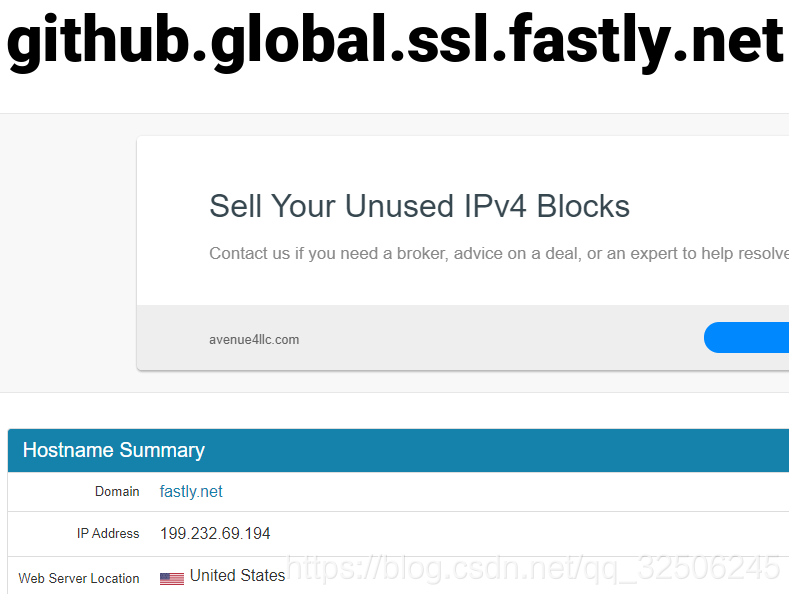 github.global.ssl.fastly.net
Sell Your Unused IPv4 Blocks
Contact us if you need a broker, advice on a deal, or an expert to help resolve
avenue4llc.com
Hostname Summary
Domain fastly.net
IP Address 199.232.69.194
Web Server Location United States
https://blog.csdn.net/qq_32506245